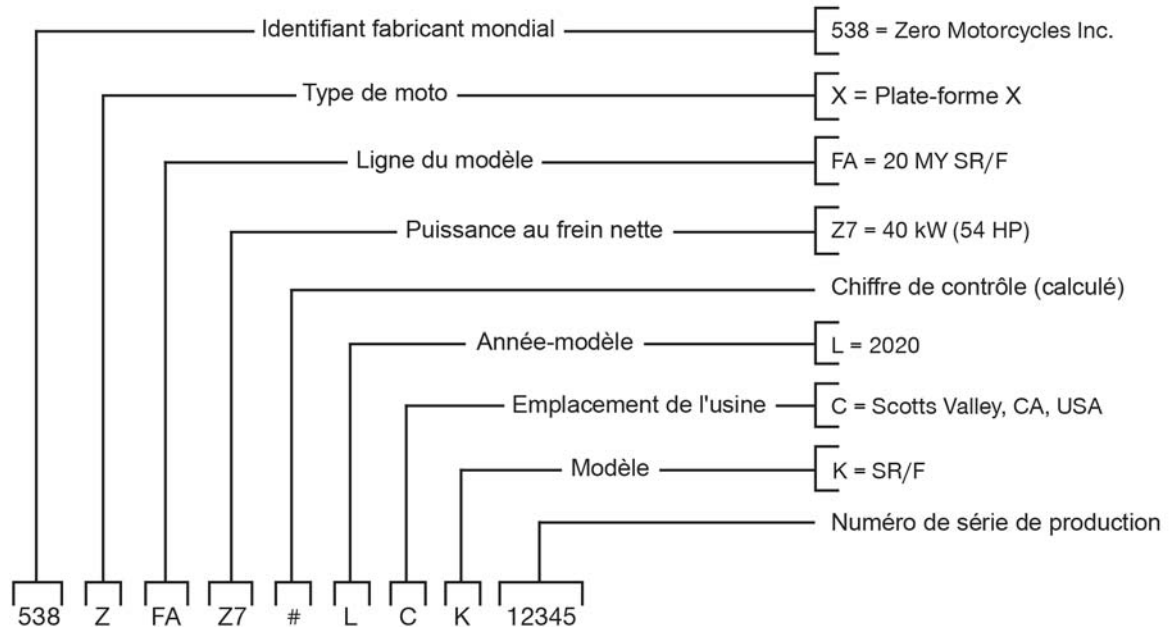 Identifiant fabricant mondial 538 = Zero Motorcycles Inc.
Type de moto X = Plate-forme X
Ligne du modèle FA = 20 MY SR/F
Puissance au frein nette Z7 = 40 kW (54 HP)
Chiffre de contrôle (calculé)
Année-modèle L = 2020
Emplacement de l'usine C = Scotts Valley, CA, USA
Modèle K = SR/F
Numéro de série de production
538 Z FA Z7 # L C K 12345